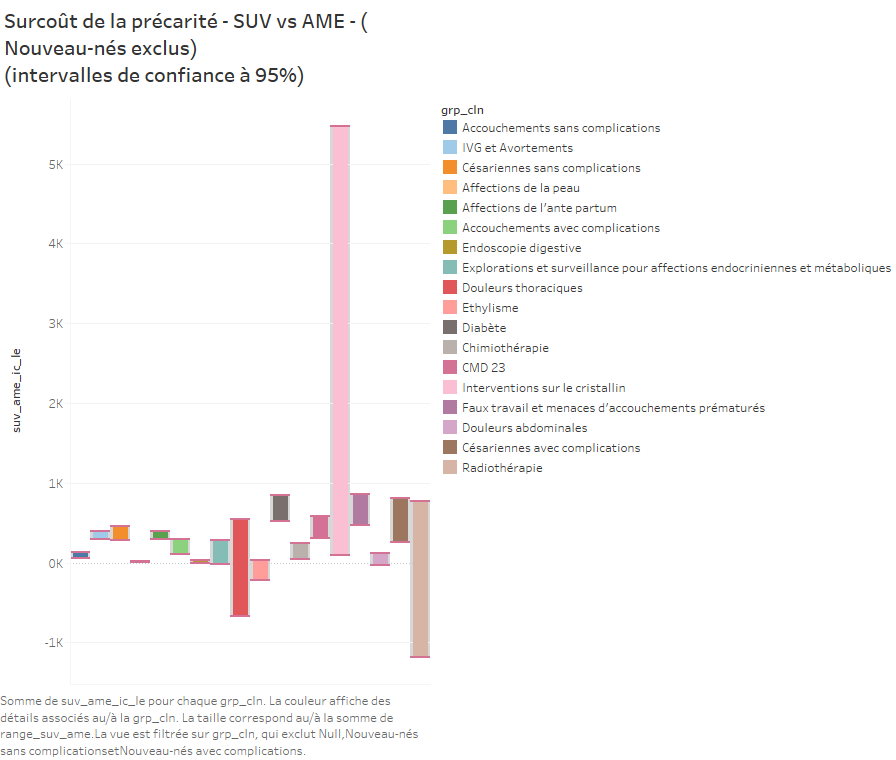 Surcoût de la précarité - SUV vs AME - (
Nouveau-nés exclus)
(intervalles de confiance à 95%)
grp_cln
Accouchements sans complications
IVG et Avortements
Césariennes sans complications
Affections de la peau
Affections de l'ante partum
Accouchements avec complications
Endoscopie digestive
Explorations et surveillance pour affections endocriniennes et métaboliques
Douleurs thoraciques
Ethylisme
Diabète
Chimiothérapie
CMD 23
Interventions sur le cristallin
Faux travail et menaces d'accouchements prématurés
Douleurs abdominales
Césariennes avec complications
Radiothérapie
suv_ame_ic_le
5K
4K
3K
2K
1K
0K
-1K
Somme de suv_ame_ic_le pour chaque grp_cln. La couleur affiche des
détails associés au/à la grp_cln. La taille correspond au/à la somme de
range_suv_ame.La vue est filtrée sur grp_cln, qui exclut Null,Nouveau-nés
sans complicationsetNouveau-nés avec complications.